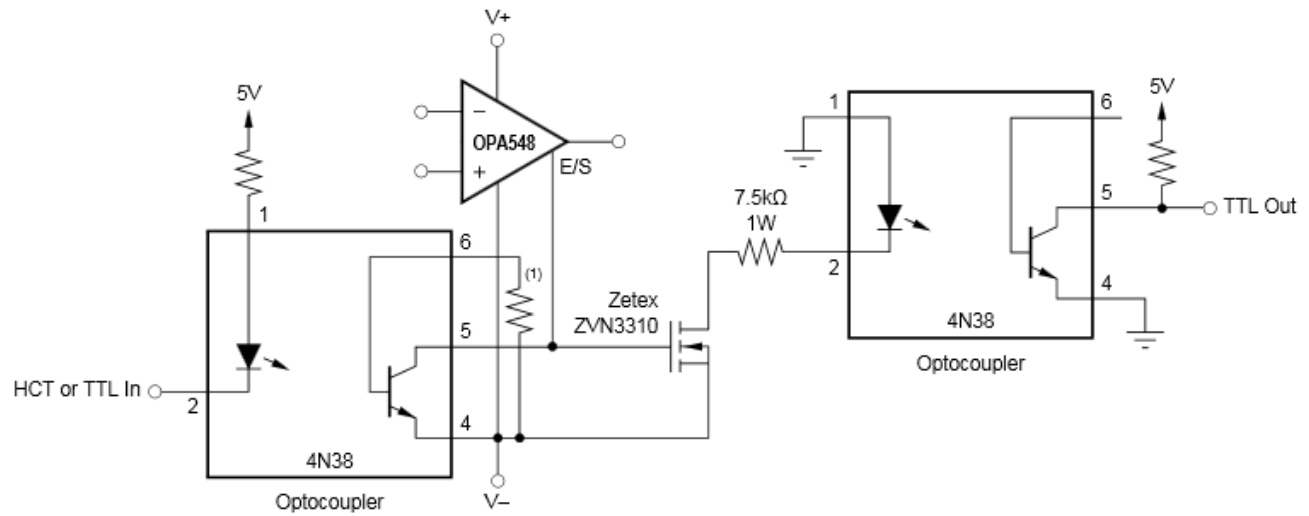 V+
5V
−
OPA548
+
E/S
1
6
(1)
5
4
2
HCT or TTL In
4N38
Optocoupler
V–
Zetex
ZVN3310
7.5kΩ
1W
1
2
6
5V
5
TTL Out
4
4N38
Optocoupler